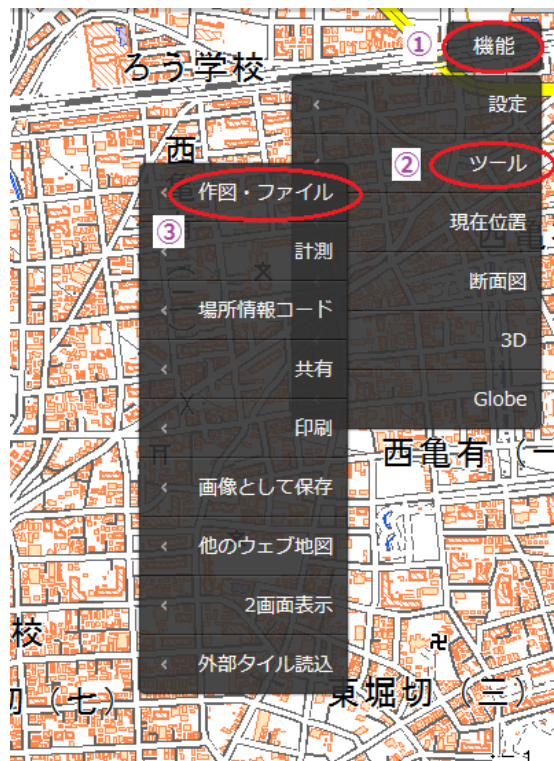 ろう学校
① 機能
設定
西
② ツール
作図・ファイル
現在位置
③
計測
断面図
場所情報コード
3D
共有
Globe
印刷
西亀有(一
画像として保存
他のウェブ地図
2画面表示
校
外部タイル読込
東堀切(三)
切(七)